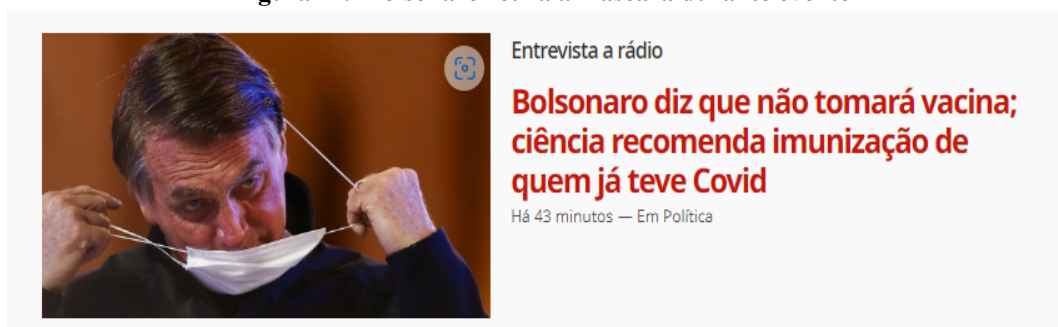 Entrevista a rádio
Bolsonaro diz que não tomará vacina;
ciência recomenda imunização de
quem já teve Covid
Há 43 minutos — Em Política